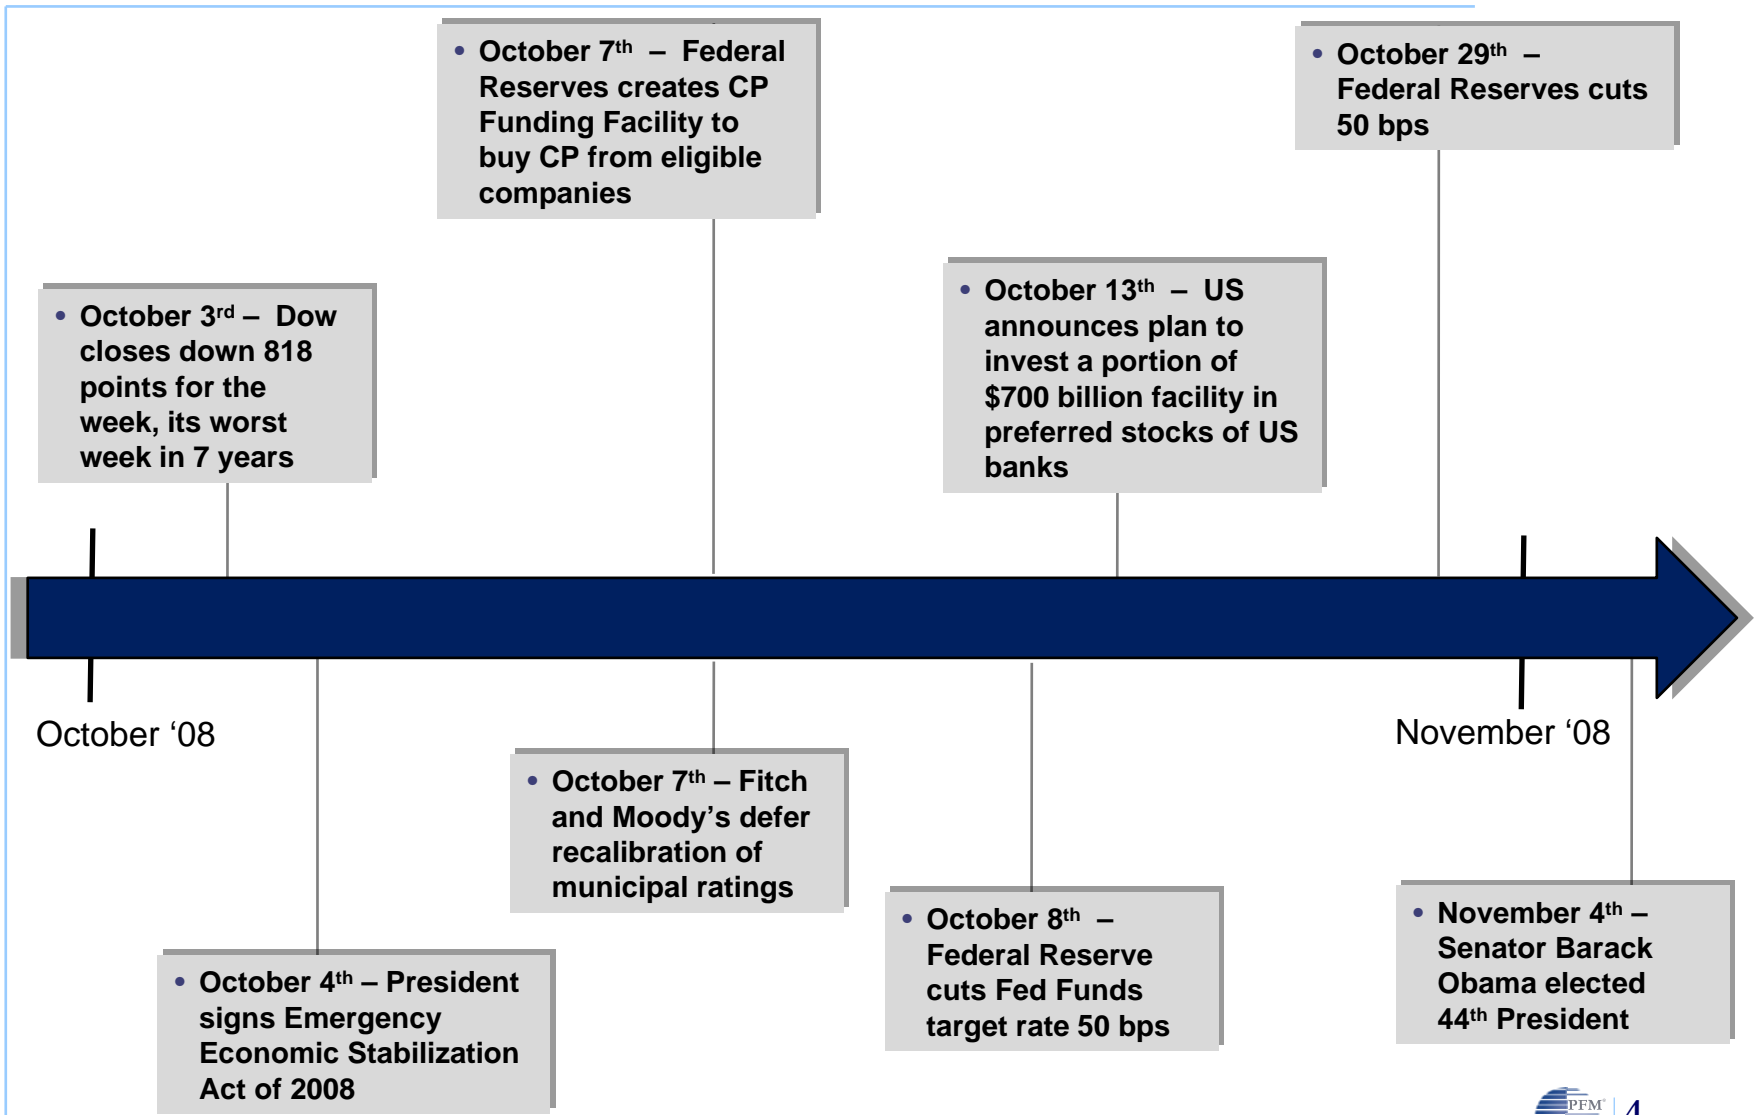 • October 7th – Federal
Reserves creates CP
Funding Facility to
buy CP from eligible
companies
• October 29th –
Federal Reserves cuts
50 bps
• October 3rd – Dow
closes down 818
points for the
week, its worst
week in 7 years
• October 13th – US
announces plan to
invest a portion of
$700 billion facility in
preferred stocks of US
banks
October ‘08
November ‘08
• October 7th – Fitch
and Moody’s defer
recalibration of
municipal ratings
• October 8th –
Federal Reserve
cuts Fed Funds
target rate 50 bps
• November 4th –
Senator Barack
Obama elected
44th President
• October 4th – President
signs Emergency
Economic Stabilization
Act of 2008
PFM
4